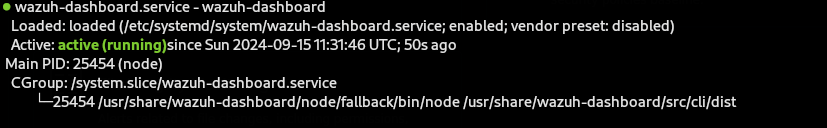 ● wazuh-dashboard.service - wazuh-dashboard
Loaded: loaded (/etc/systemd/system/wazuh-dashboard.service; enabled; vendor preset: disabled)
Active: active (running)since Sun 2024-09-15 11:31:46 UTC; 50s ago
Main PID: 25454 (node)
CGroup: /system.slice/wazuh-dashboard.service
└─25454 /usr/share/wazuh-dashboard/node/fallback/bin/node /usr/share/wazuh-dashboard/src/cli/dist